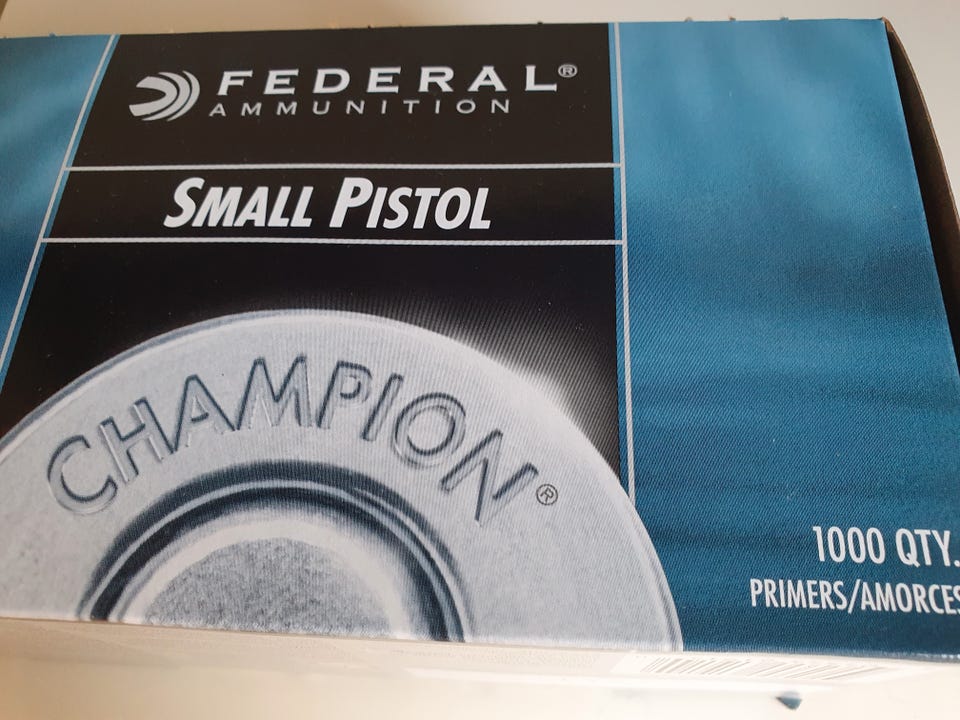 FEDERAL®
AMMUNITION
SMALL PISTOL
CHAMPION®
1000 QTY.
PRIMERS/AMORCES